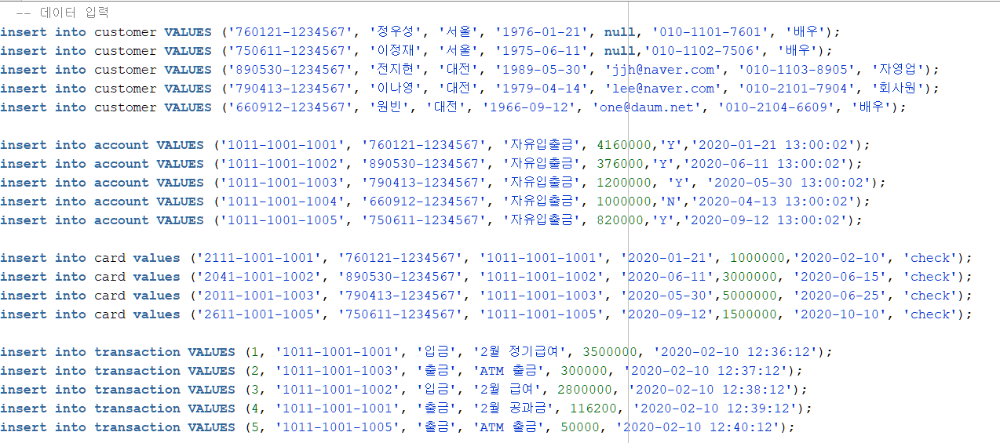 -- 데이터 입력
insert into customer VALUES ('760121-1234567', '정우성', '서울', '1976-01-21', null, '010-1101-7601', '배우');
insert into customer VALUES ('750611-1234567', '이정재', '서울', '1975-06-11', null,'010-1102-7506', '배우');
insert into customer VALUES ('890530-1234567', '전지현', '대전', '1989-05-30', 'jjh@naver.com', '010-1103-8905', '자영업');
insert into customer VALUES ('790413-1234567', '이나영', '대전', '1979-04-14', 'lee@naver.com', '010-2101-7904', '회사원');
insert into customer VALUES ('660912-1234567', '원빈', '대전', '1966-09-12', 'one@daum.net', '010-2104-6609', '배우');
insert into account VALUES ('1011-1001-1001', '760121-1234567', '자유입출금', 4160000,'Y','2020-01-21 13:00:02');
insert into account VALUES ('1011-1001-1002', '890530-1234567', '자유입출금', 376000,'Y','2020-06-11 13:00:02');
insert into account VALUES ('1011-1001-1003', '790413-1234567', '자유입출금', 1200000, 'Y', '2020-05-30 13:00:02');
insert into account VALUES ('1011-1001-1004', '660912-1234567', '자유입출금', 1000000,'N','2020-04-13 13:00:02');
insert into account VALUES ('1011-1001-1005', '750611-1234567', '자유입출금', 820000,'Y','2020-09-12 13:00:02');
insert into card values ('2111-1001-1001', '760121-1234567', '1011-1001-1001', '2020-01-21', 1000000,'2020-02-10', 'check');
insert into card values ('2041-1001-1002', '890530-1234567', '1011-1001-1002', '2020-06-11',3000000, '2020-06-15', 'check');
insert into card values ('2011-1001-1003', '790413-1234567', '1011-1001-1003', '2020-05-30',5000000, '2020-06-25', 'check');
insert into card values ('2611-1001-1005', '750611-1234567', '1011-1001-1005', '2020-09-12',1500000, '2020-10-10', 'check');
insert into transaction VALUES (1, '1011-1001-1001', '입금', '2월 정기급여', 3500000, '2020-02-10 12:36:12');
insert into transaction VALUES (2, '1011-1001-1003', '출금', 'ATM 출금', 300000, '2020-02-10 12:37:12');
insert into transaction VALUES (3, '1011-1001-1002', '입금', '2월 급여', 2800000, '2020-02-10 12:38:12');
insert into transaction VALUES (4, '1011-1001-1001', '출금', '2월 공과금', 116200, '2020-02-10 12:39:12');
insert into transaction VALUES (5, '1011-1001-1005', '출금', 'ATM 출금', 50000, '2020-02-10 12:40:12');